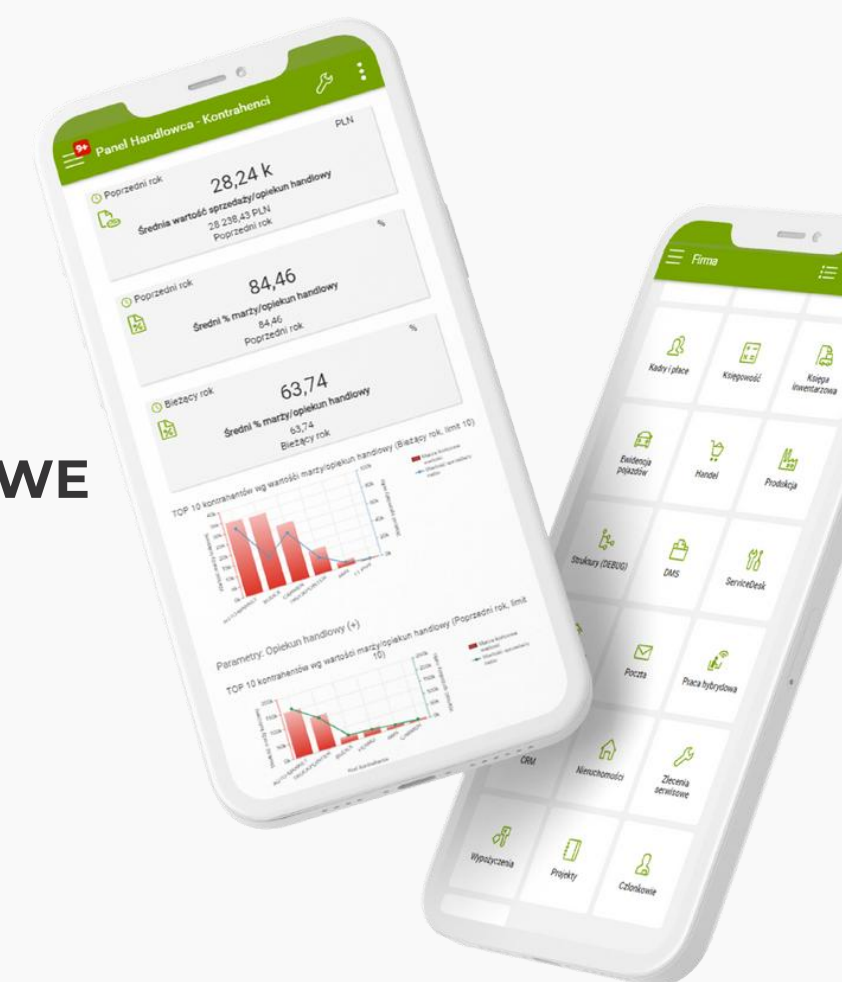 WE
9+
Panel Handlowca - Kontrahenci
Poprzedni rok
PLN
28,24 k
Średnia wartość sprzedaży/opiekun handlowy
28 238,43 PLN
Poprzedni rok
Poprzedni rok
%
84,46
Średni % marży/opiekun handlowy
84,46
Poprzedni rok
Bieżący rok
%
63,74
Średni % marży/opiekun handlowy
63,74
Bieżący rok
TOP 10 kontrahentów wg wartości marży/opiekun handlowy (Bieżący rok, limit 10)
Parametry: Opiekun handlowy (+)
TOP 10 kontrahentów wg wartości marży/opiekun handlowy (Poprzedni rok, limit
10)
Kod kontrahenta
Firma
Kadry i płace
Księgowość
Księga
inwentarzowa
Ewidencja
pojazdów
Handel
Produkcja
Struktury (DEBUG)
DMS
ServiceDesk
Poczta
Praca hybrydowa
CRM
Nieruchomości
Zlecenia
serwisowe
Wypożyczenia
Projekty
Członkowie